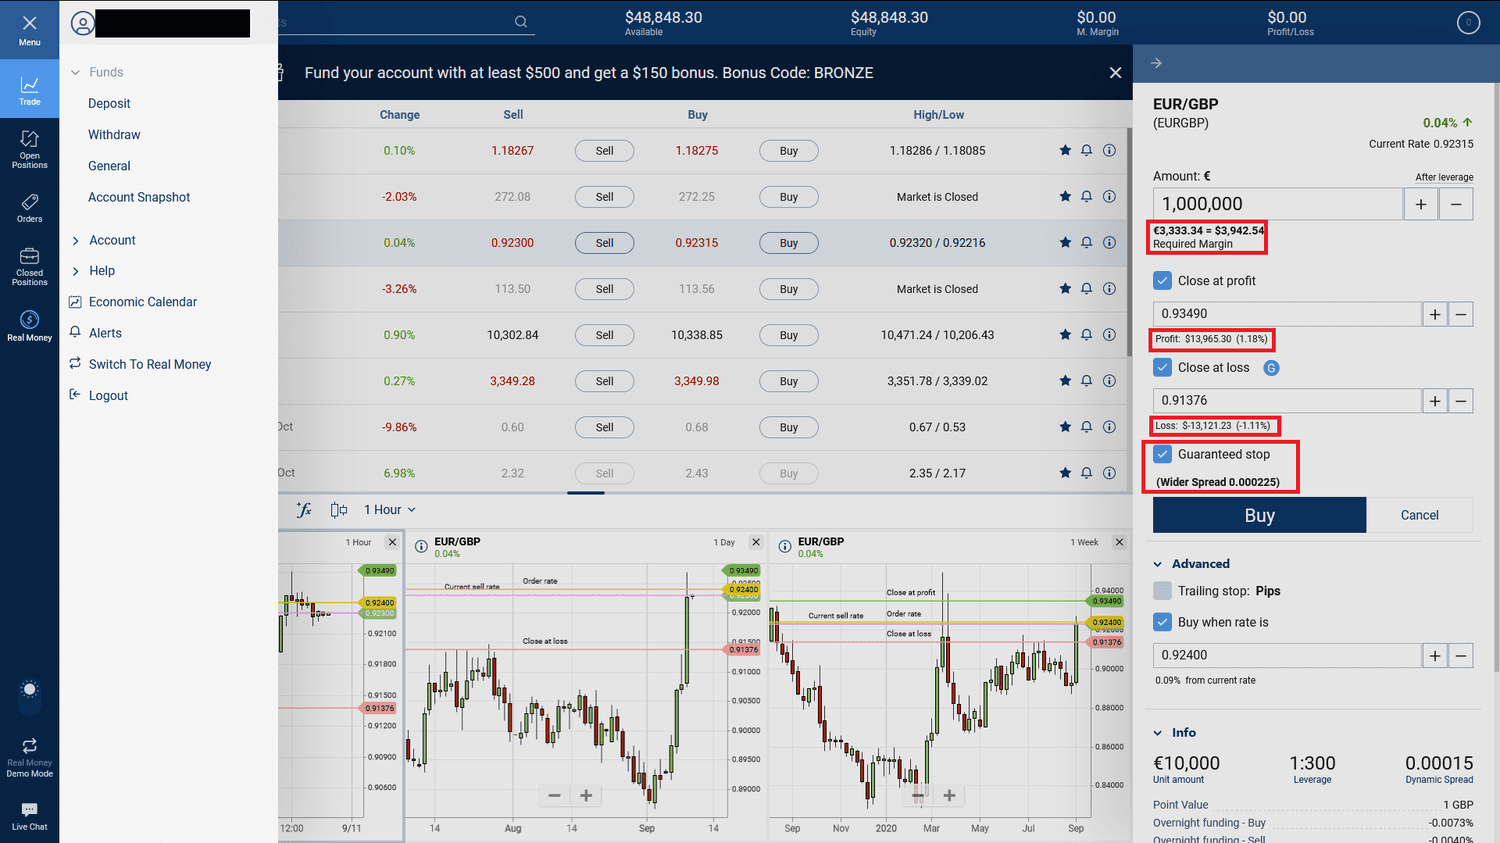 Menu
Trade
Open
Positions
Orders
Closed
Positions
Real Money
Real Money
Demo Mode
Live Chat
Funds
Deposit
Withdraw
General
Account Snapshot
Account
Help
Economic Calendar
Alerts
Switch To Real Money
Logout
$48,848.30
Available
$48,848.30
Equity
$0.00
M. Margin
$0.00
Profit/Loss
0
Fund your account with at least $500 and get a $150 bonus. Bonus Code: BRONZE
Change Sell Buy High/Low
0.10% 1.18267 Sell 1.18275 Buy 1.18286 / 1.18085
-2.03% 272.08 Sell 272.25 Buy Market is Closed
0.04% 0.92300 Sell 0.92315 Buy 0.92320 / 0.92216
-3.26% 113.50 Sell 113.56 Buy Market is Closed
0.90% 10,302.84 Sell 10,338.85 Buy 10,471.24 / 10,206.43
0.27% 3,349.28 Sell 3,349.98 Buy 3,351.78 / 3,339.02
Oct -9.86% 0.60 Sell 0.68 Buy 0.67 / 0.53
Oct 6.98% 2.32 Sell 2.43 Buy 2.35 / 2.17
1 Hour
1 Hour
0.93490
0.92400
0.92300
0.92100
0.91800
0.91500
0.91376
0.91200
0.90900
0.90600
12:00 9/11
EUR/GBP 1 Day
0.04%
0.93490
Current sell rate Order rate 0.92400
0.92000
Close at loss 0.91376
0.91000
0.90500
0.90000
0.89500
0.89000
14 Aug 14 Sep 14
EUR/GBP 1 Week
0.04%
0.94000
Close at profit 0.93490
Current sell rate Order rate 0.92400
Close at loss 0.91376
0.90000
0.88000
0.86000
0.84000
Sep Nov 2020 Mar May Jul Sep
EUR/GBP
(EURGBP)
0.04%
Current Rate 0.92315
Amount: € After leverage
1,000,000 + −
€3,333.34 = $3,942.54
Required Margin
Close at profit
0.93490 + −
Profit: $13,965.30 (1.18%)
Close at loss G
0.91376 + −
Loss: $-13,121.23 (-1.11%)
Guaranteed stop
(Wider Spread 0.000225)
Buy Cancel
Advanced
Trailing stop: Pips
Buy when rate is
0.92400 + −
0.09% from current rate
Info
€10,000 1:300 0.00015
Unit amount Leverage Dynamic Spread
Point Value 1 GBP
Overnight funding - Buy -0.0073%
Overnight funding - Sell -0.0040%